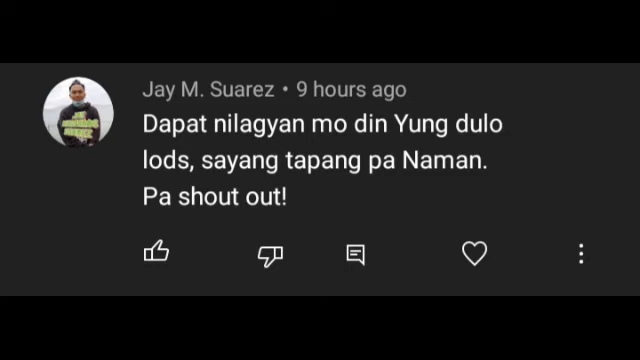 Jay M. Suarez • 9 hours ago
Dapat nilagyan mo din Yung dulo
lods, sayang tapang pa Naman.
Pa shout out!